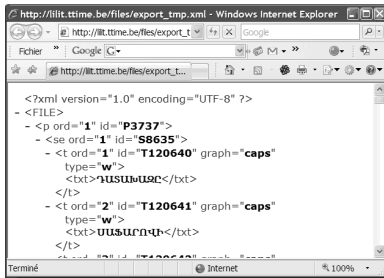 http://lilit.ttime.be/files/export_tmp.xml - Windows Internet Explorer
http://lilit.ttime.be/files/export_t Google
Fichier » Google G M » »
http://lilit.ttime.be/files/export_t...
<?xml version="1.0" encoding="UTF-8" ?>
- <FILE>
- <p ord="1" id="P3737">
- <se ord="1" id="S8635">
- <t ord="1" id="T120640" graph="caps"
type="w">
<txt>ԴԱՏԱԽԱԶԸ</txt>
</t>
- <t ord="2" id="T120641" graph="caps"
type="w">
<txt>ՍԱՖԱՐՈՎԻ</txt>
</t>
Terminé Internet 100%